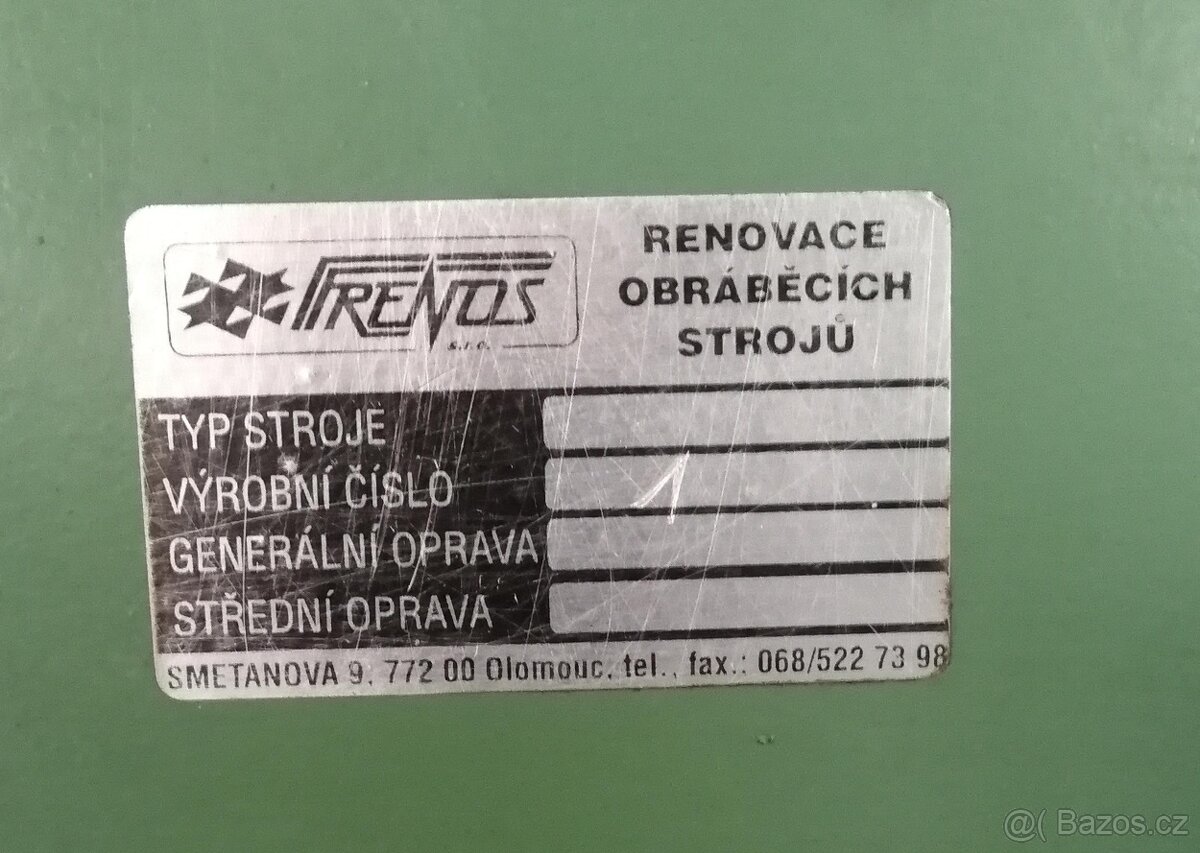 FRENOS
s.r.o.
RENOVACE
OBRÁBĚCÍCH
STROJŮ
TYP STROJE
VÝROBNÍ ČÍSLO 1
GENERÁLNÍ OPRAVA
STŘEDNÍ OPRAVA
SMETANOVA 9, 772 00 Olomouc, tel., fax.: 068/522 73 98
@( Bazos.cz